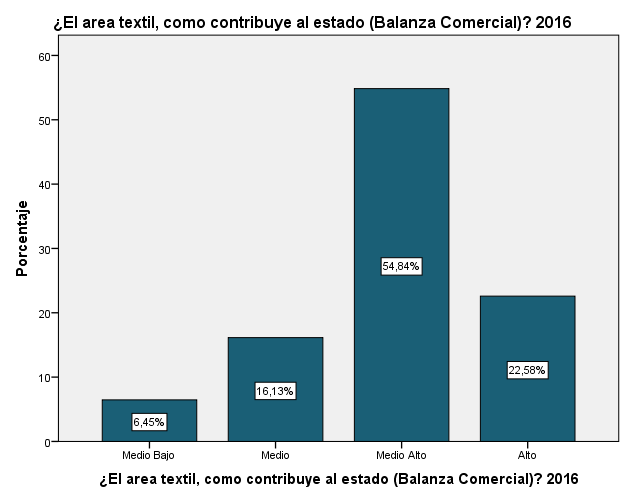 ¿El area textil, como contribuye al estado (Balanza Comercial)? 2016
60
50
40
30
20
10
0
Porcentaje
6,45%
16,13%
54,84%
22,58%
Medio Bajo
Medio
Medio Alto
Alto
¿El area textil, como contribuye al estado (Balanza Comercial)? 2016